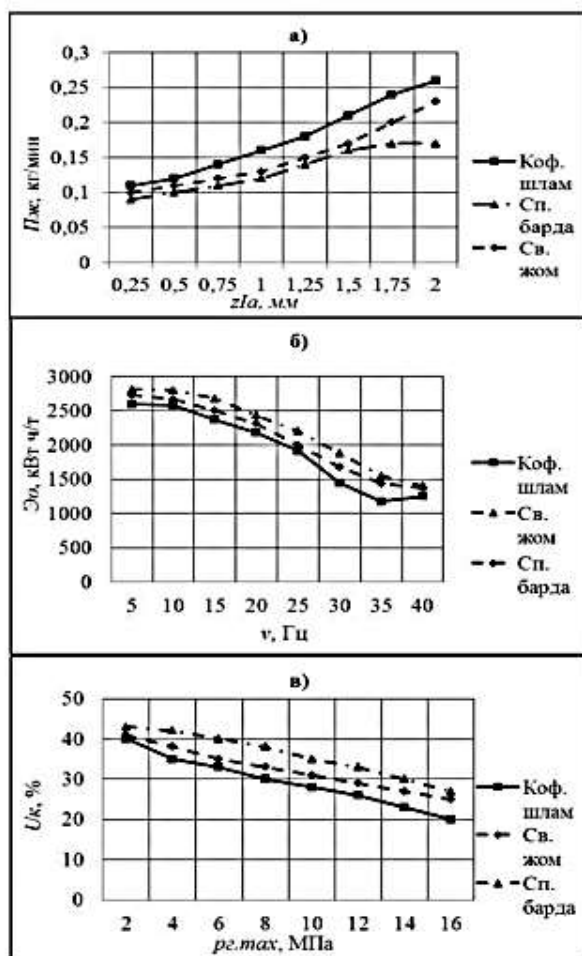 а)
0,3
0,25
0,2
0,15
0,1
0,05
0
Пж, кг/мин
0,25 0,5 0,75 1 1,25 1,5 1,75 2
zIa, мм
Коф.
шлам
Сп.
барда
Св.
жом
б)
3000
2500
2000
1500
1000
500
0
Эо, кВт ч/т
5 10 15 20 25 30 35 40
ν, Гц
Коф.
шлам
Св.
жом
Сп.
барда
в)
50
40
30
20
10
0
Uк, %
2 4 6 8 10 12 14 16
pг.max, МПа
Коф.
шлам
Св.
жом
Сп.
барда